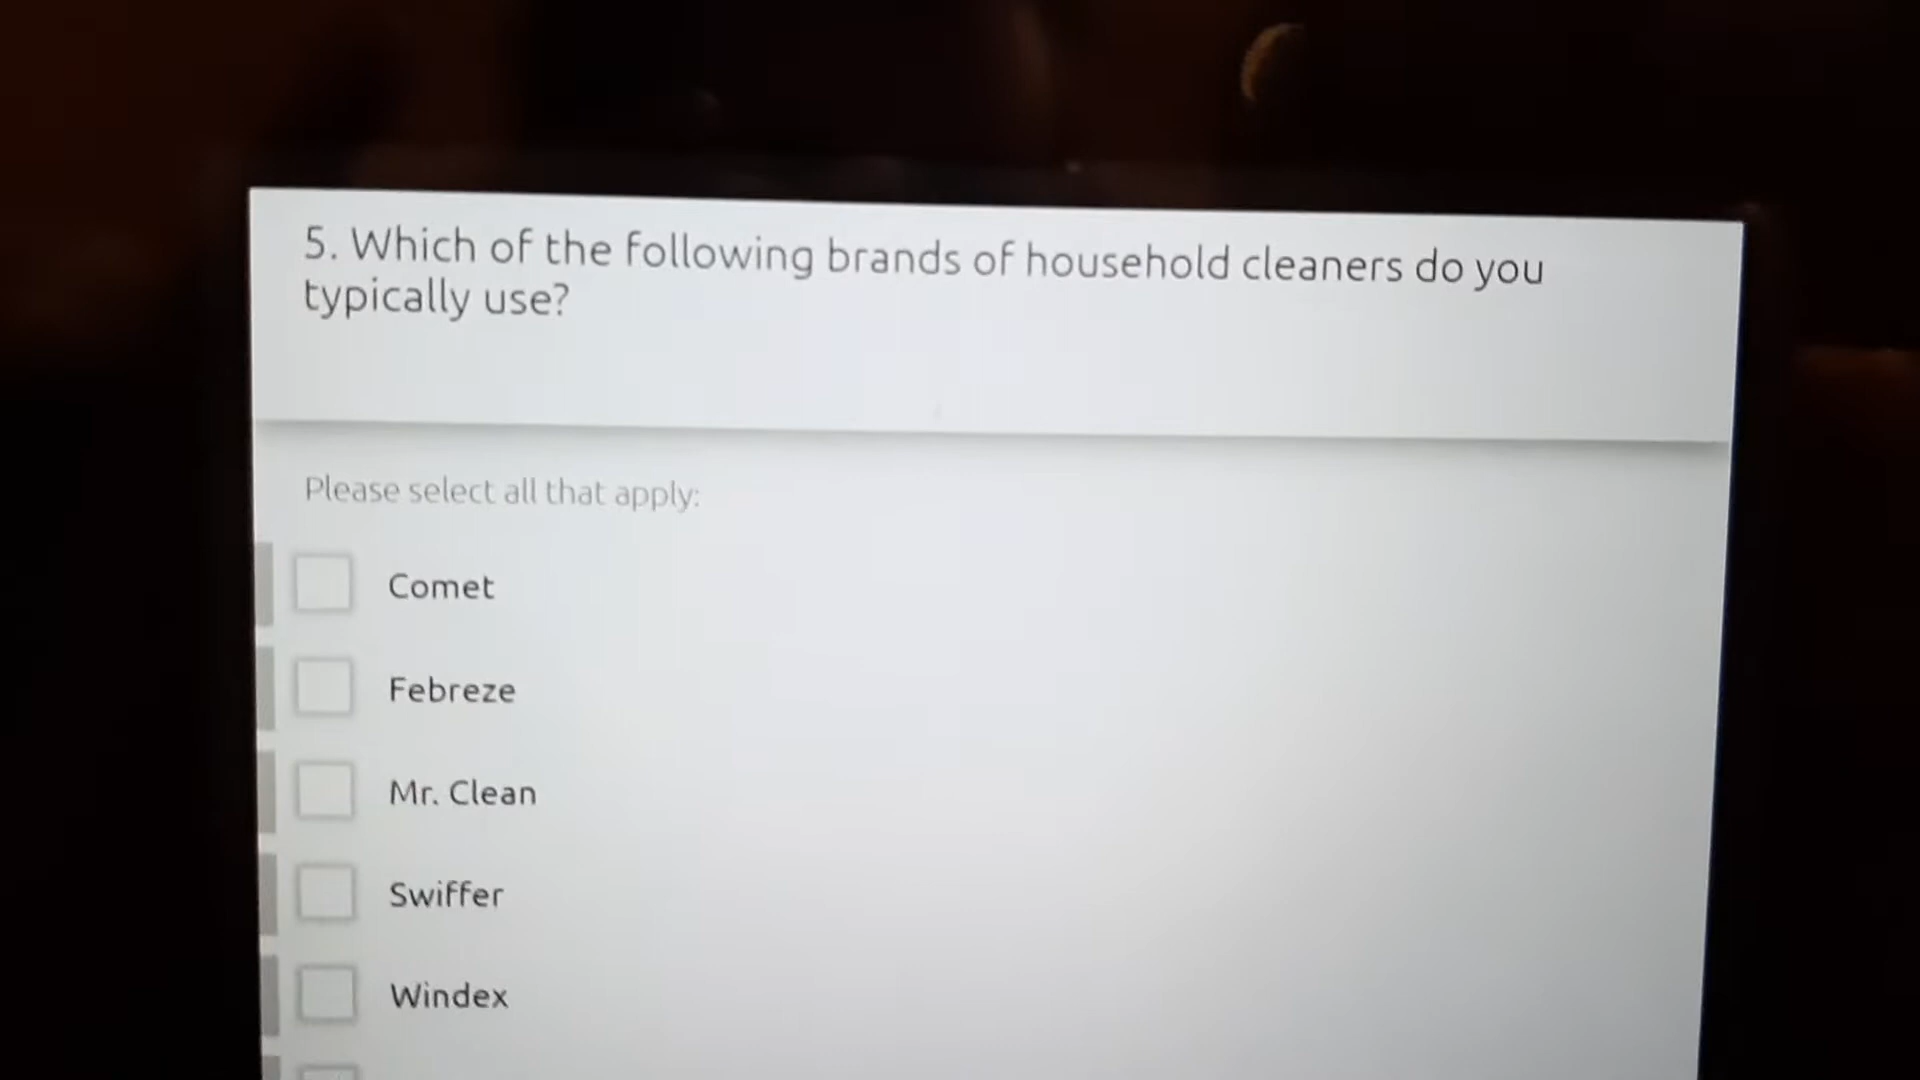 5. Which of the following brands of household cleaners do you
typically use?
Please select all that apply:
Comet
Febreze
Mr. Clean
Swiffer
Windex